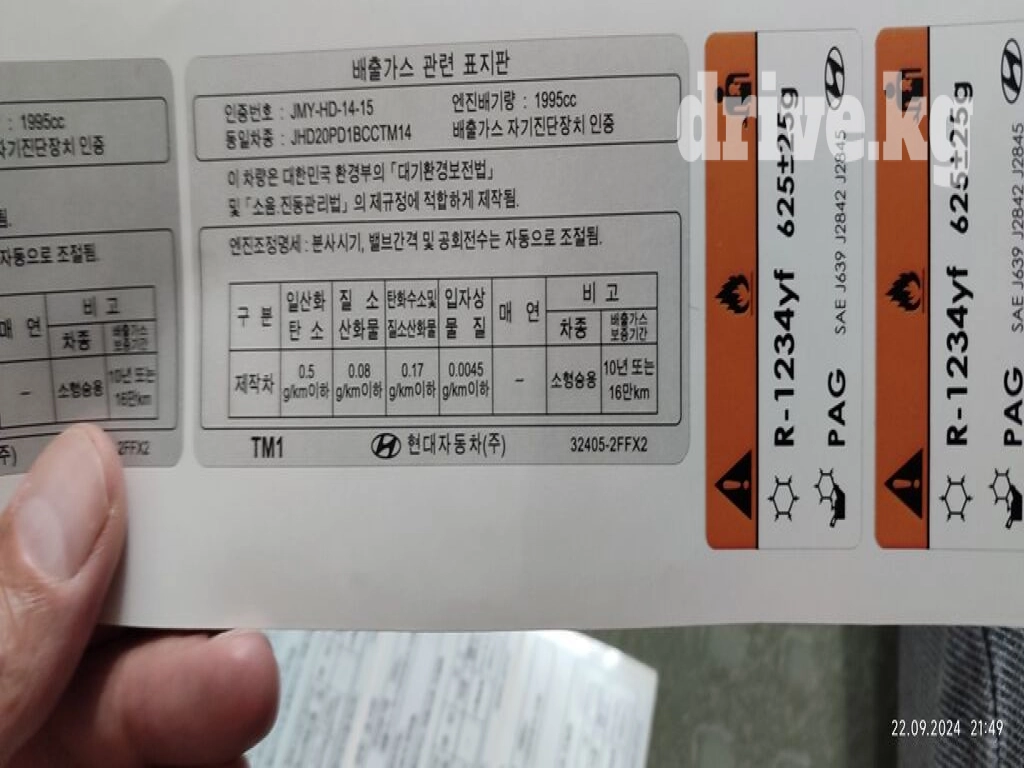 배출가스 관련 표지판
인증번호 : JMY-HD-14-15 엔진배기량 : 1995cc
동일차종 : JHD20PD1BCCTM14 배출가스 자기진단장치 인증
이 차량은 대한민국 환경부의 「대기환경보전법」
및 「소음.진동관리법」의 제규정에 적합하게 제작됨.
엔진조정명세 : 본사시기, 밸브간격 및 공회전수는 자동으로 조절됨.
구 분 일산화탄소 질 소산화물 탄화수소및질소산화물 입자상물 질 매 연 비 고
차종 배출가스보증기간
제작차 0.5g/km이하 0.08g/km이하 0.17g/km이하 0.0045g/km이하 – 소형승용 10년 또는 16만km
TM1 현대자동차(주) 32405-2FFX2
: 1995cc
자기진단장치 인증
됨.
자동으로 조절됨.
매 연 비 고
차종 배출가스보증기간
– 소형승용 10년 또는 16만km
(주) -2FFX2
R-1234yf 625±25g
PAG SAE J639 J2842 J2845
R-1234yf 625±25g
PAG SAE J639 J2842 J2845
drive.kg
22.09.2024 21:49